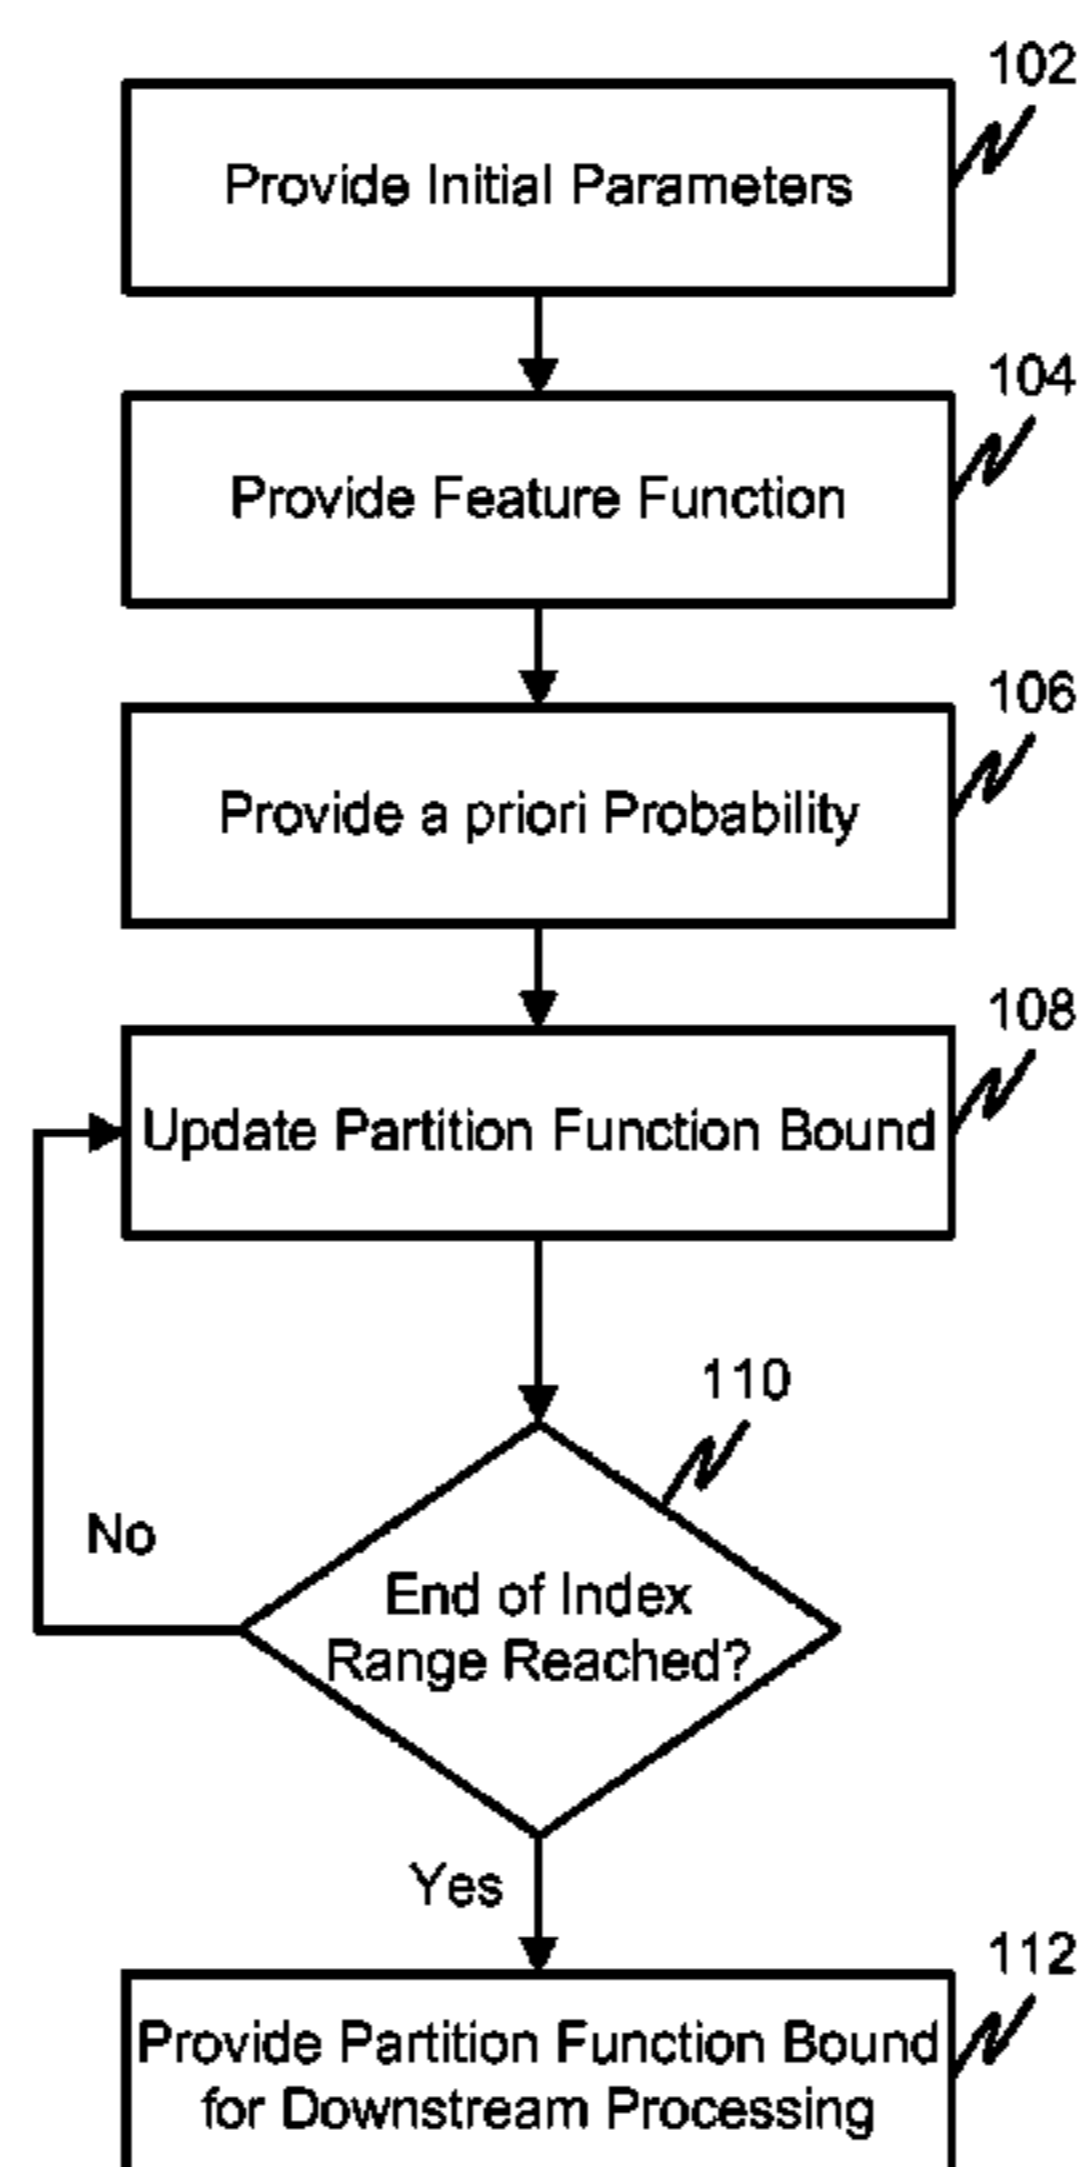 102
Provide Initial Parameters
104
Provide Feature Function
106
Provide a priori Probability
108
Update Partition Function Bound
110
No
End of Index
Range Reached?
Yes
112
Provide Partition Function Bound
for Downstream Processing